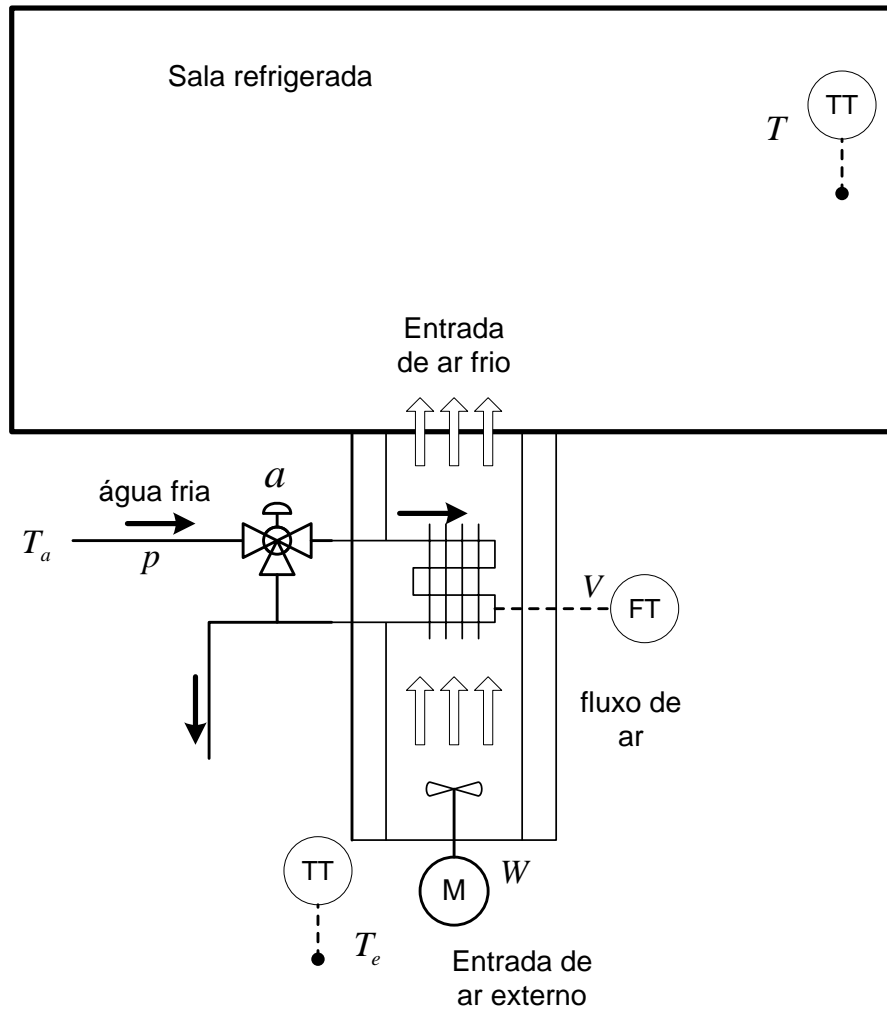 Sala refrigerada
TT
T
Entrada
de ar frio
água fria
a
T_a
p
V
FT
fluxo de
ar
TT
T_e
M
W
Entrada de
ar externo